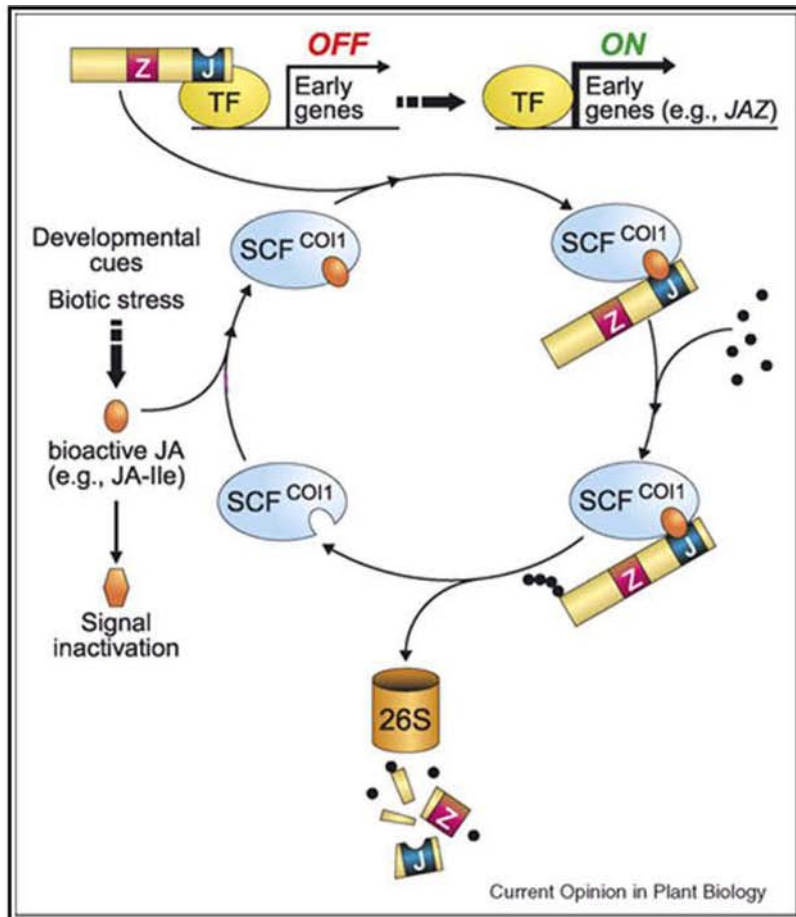 OFF
ON
Z
J
TF
Early
genes
TF
Early
genes (e.g., JAZ)
Developmental
cues
Biotic stress
SCF COI1
SCF COI1
Z
J
bioactive JA
(e.g., JA-Ile)
SCF COI1
SCF COI1
Z
J
Signal
inactivation
26S
Z
J
Current Opinion in Plant Biology